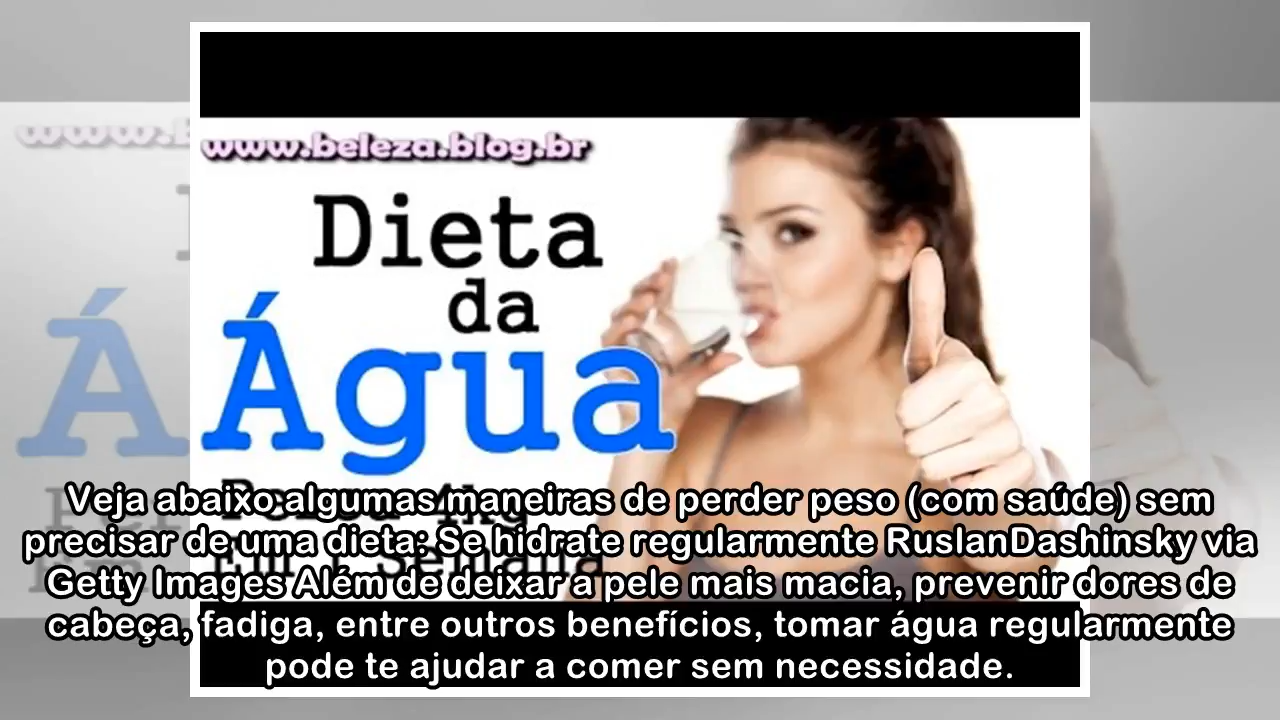 www.beleza.blog.br
Dieta
da
Água
Veja abaixo algumas maneiras de perder peso (com saúde) sem
precisar de uma dieta: Se hidrate regularmente RuslanDashinsky via
Getty Images Além de deixar a pele mais macia, prevenir dores de
cabeça, fadiga, entre outros benefícios, tomar água regularmente
pode te ajudar a comer sem necessidade.